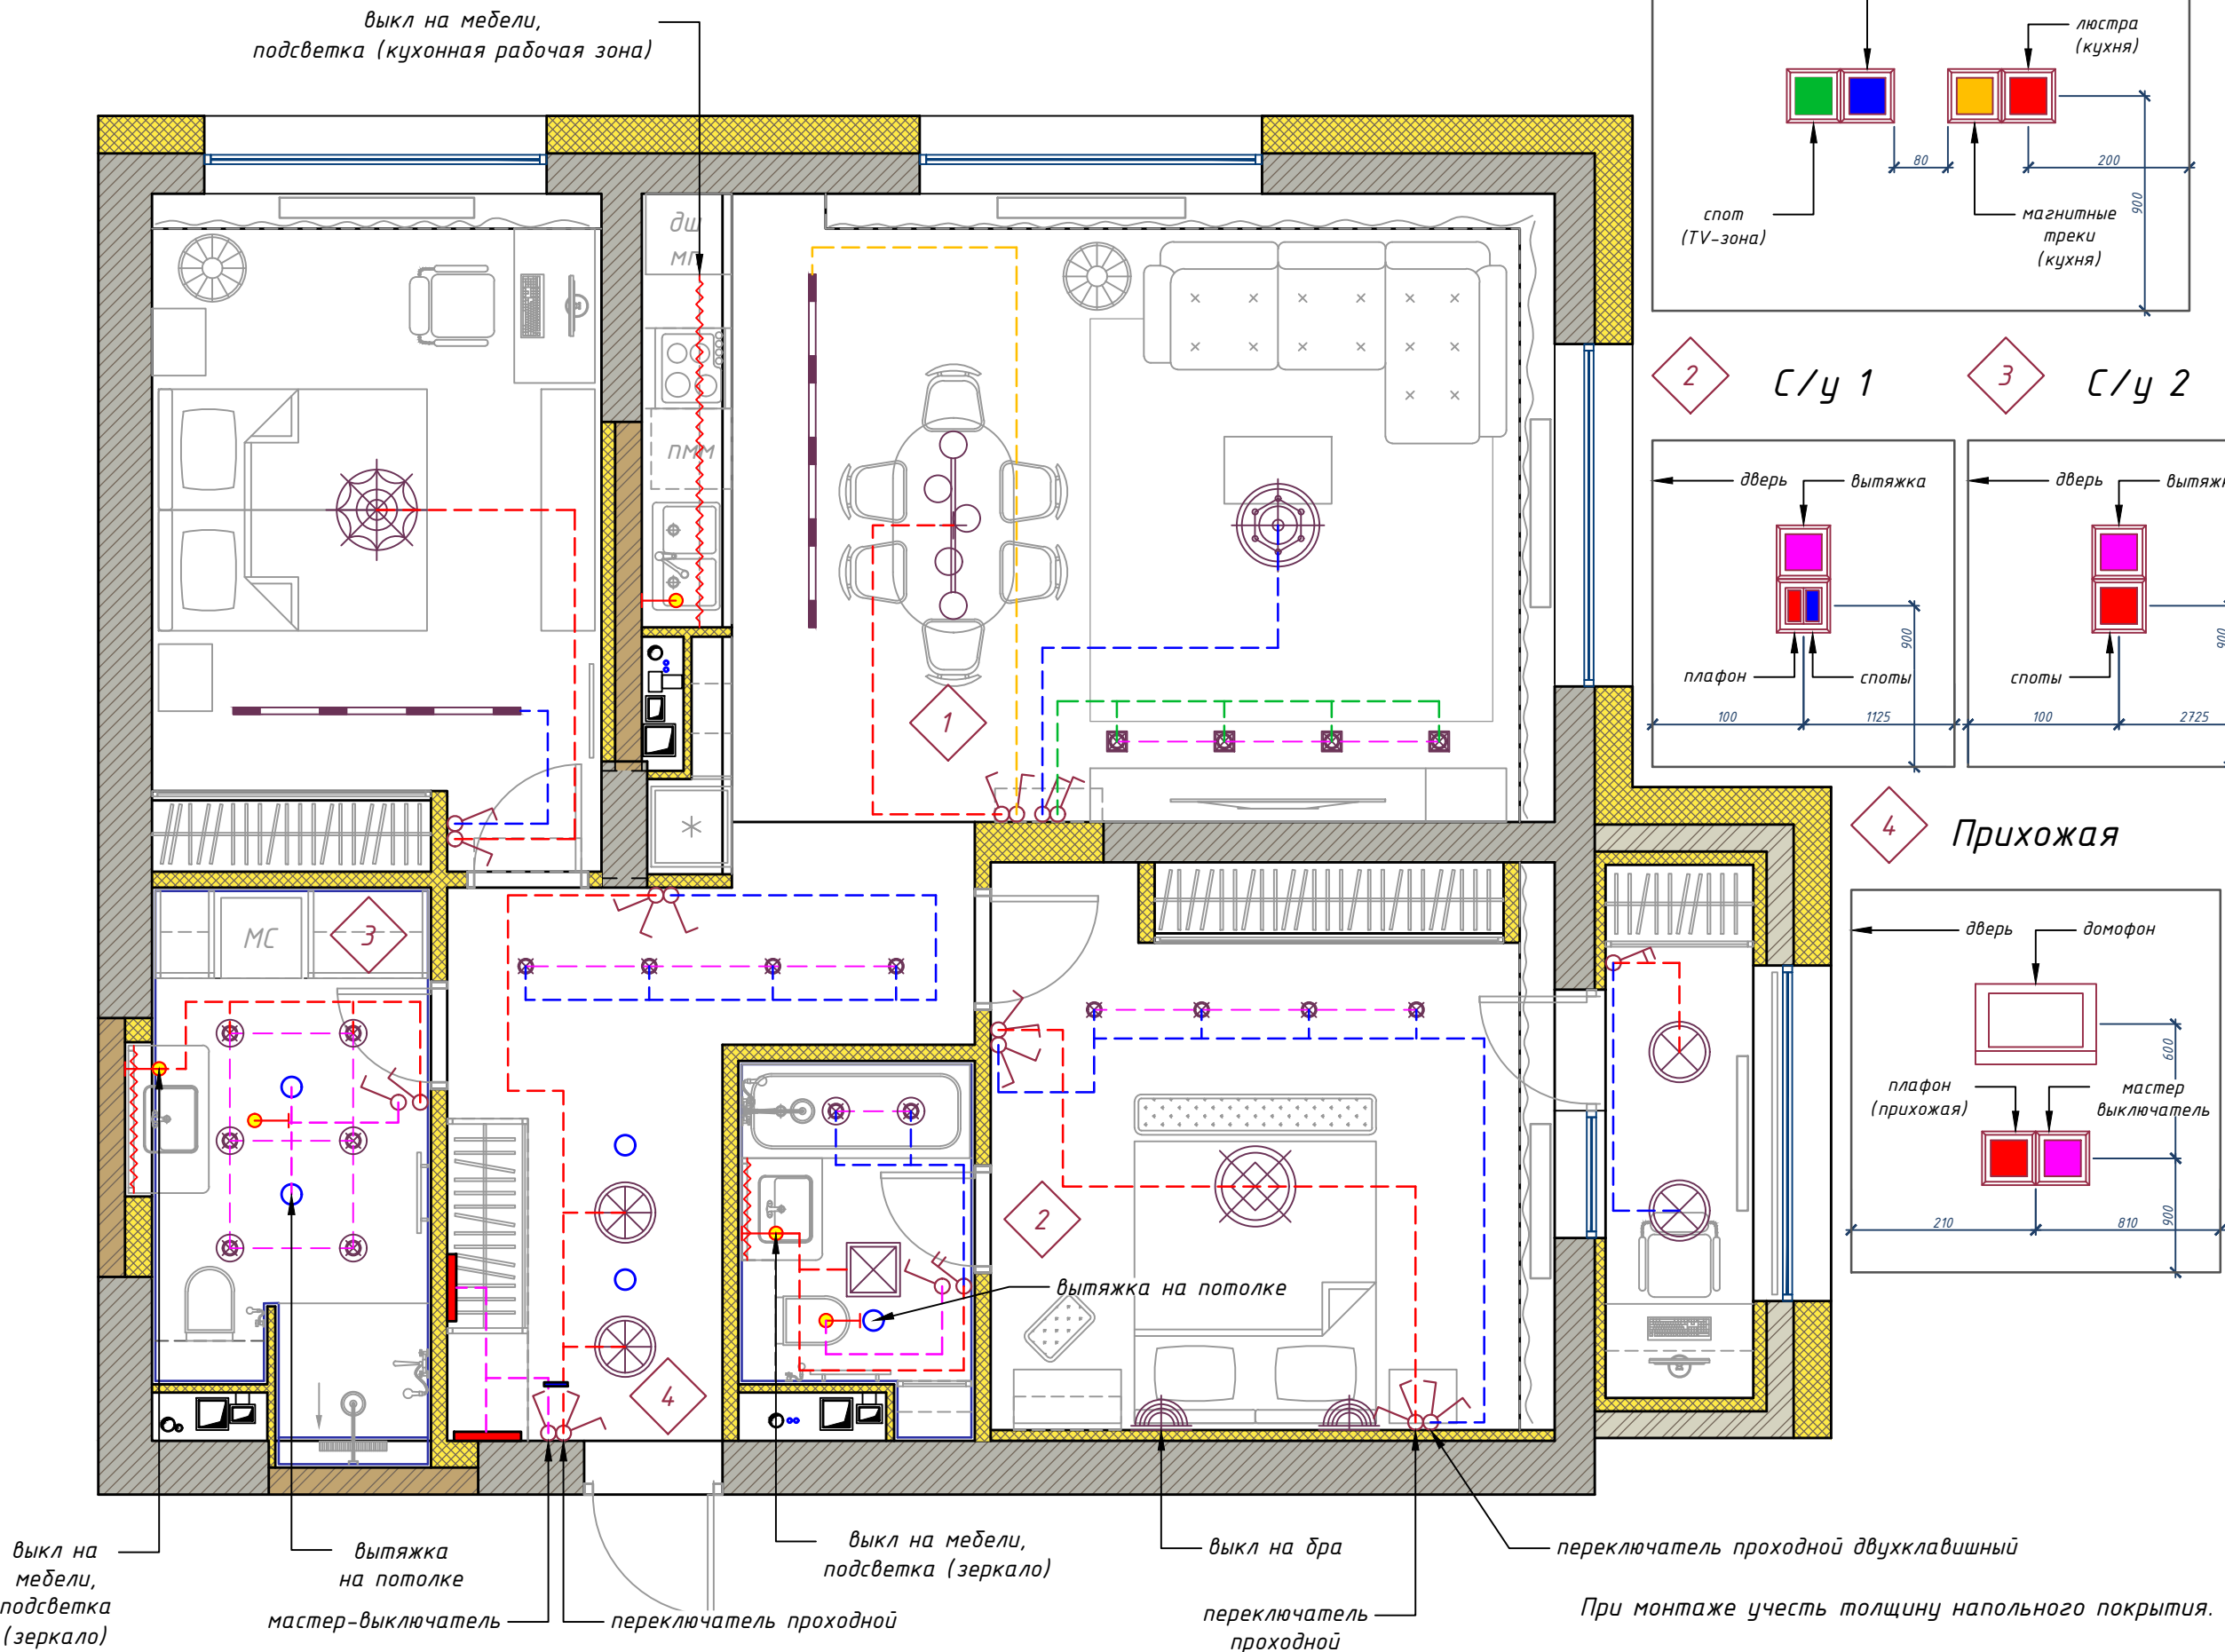 выкл на мебели,
подсветка (кухонная рабочая зона)
люстра
(кухня)
80
200
900
спот
(TV-зона)
магнитные
треки
(кухня)
дш
мп
пмм
2
С/у 1
3
С/у 2
дверь
вытяжка
плафон
споты
100
1125
900
дверь
вытяжк
споты
100
2725
900
1
4
Прихожая
дверь
домофон
плафон
(прихожая)
мастер
выключатель
600
900
210
810
МС
3
2
вытяжка на потолке
4
выкл на
мебели,
подсветка
(зеркало)
вытяжка
на потолке
мастер-выключатель
переключатель проходной
выкл на мебели,
подсветка (зеркало)
выкл на бра
переключатель
проходной
переключатель проходной двухклавишный
При монтаже учесть толщину напольного покрытия.